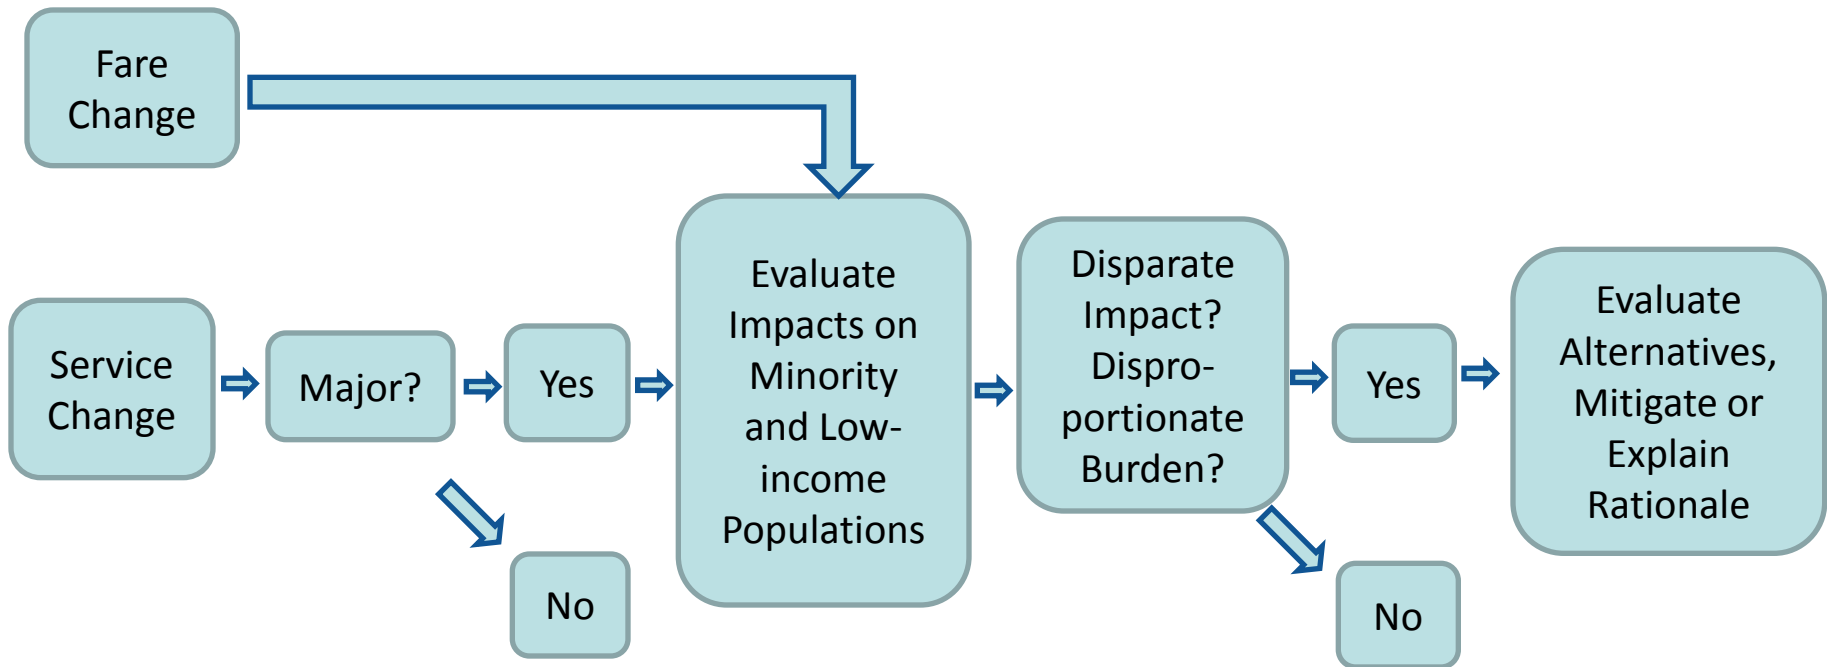 Fare
Change
Service
Change
Major?
Yes
No
Evaluate
Impacts on
Minority
and Low-
income
Populations
Disparate
Impact?
Dispro-
portionate
Burden?
Yes
No
Evaluate
Alternatives,
Mitigate or
Explain
Rationale